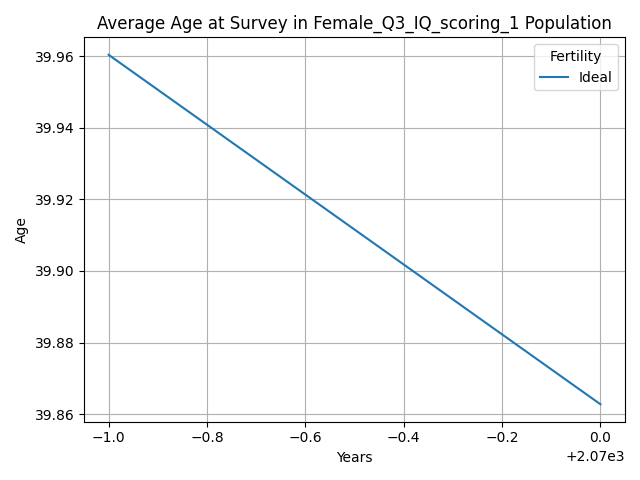 Average Age at Survey in Female_Q3_IQ_scoring_1 Population
Fertility
Ideal
39.96
39.94
39.92
39.90
39.88
39.86
Age
−1.0 −0.8 −0.6 −0.4 −0.2 0.0
Years
+2.07e3